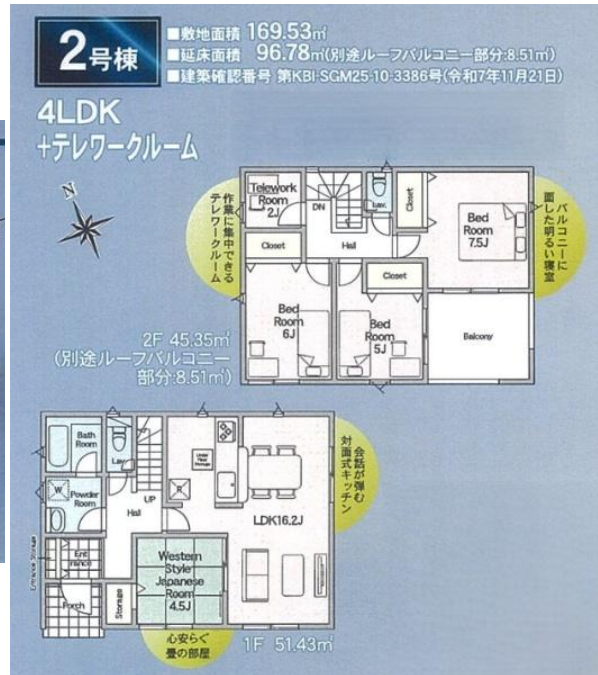 2号棟
■敷地面積 169.53㎡
■延床面積 96.78㎡(別途ルーフバルコニー部分:8.51㎡)
■建築確認番号 第KBI-SGM25-10-3386号(令和7年11月21日)
4LDK
+テレワークルーム
N
作業に集中できる
テレワークルーム
Telework
Room
2J
DN
Lav.
Closet
Bed
Room
7.5J
バルコニーに
面した明るい寝室
Closet
Hall
Closet
Bed
Room
6J
Bed
Room
5J
Balcony
2F 45.35㎡
(別途ルーフバルコニー
部分:8.51㎡)
Bath
Room
Lav.
Under
Floor
Storage
会話が弾む
対面式キッチン
W
Powder
Room
UP
Hall
R
LDK16.2J
Entrance Storage
Ent
rance
Western
Style
Japanese
Room
4.5J
Porch
Storage
心安らぐ
畳の部屋
1F 51.43㎡